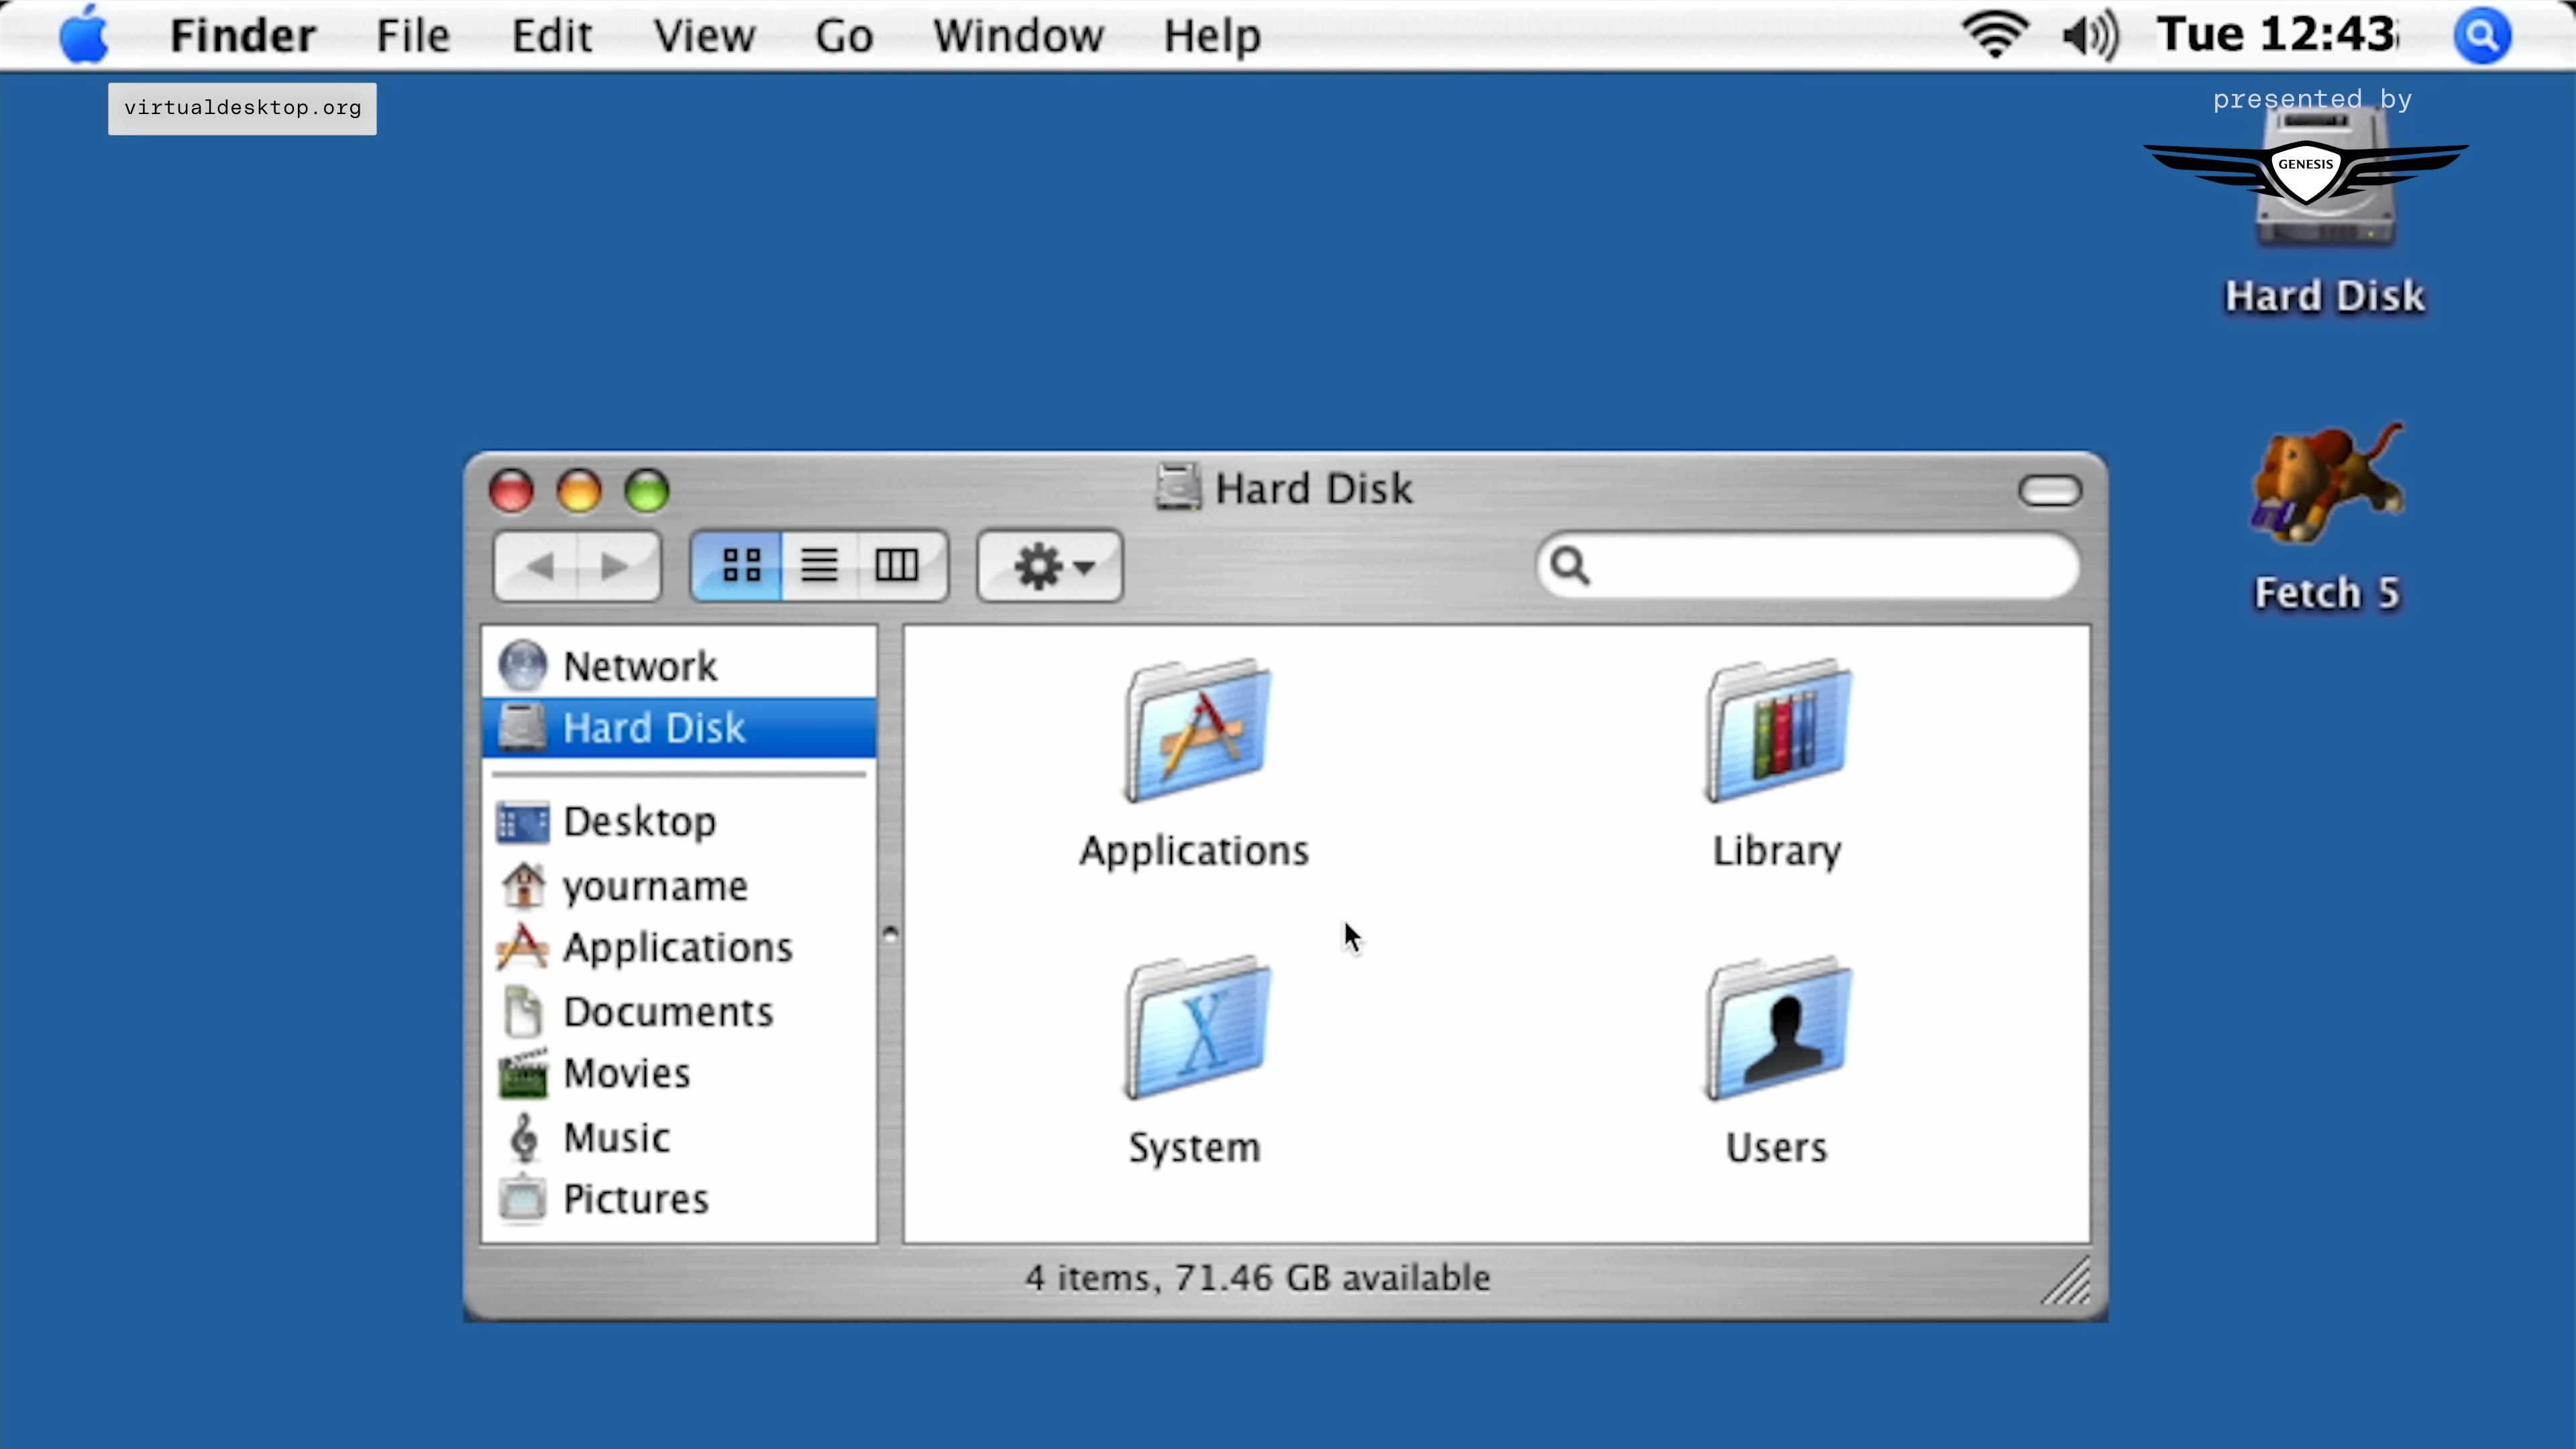 Finder File Edit View Go Window Help Tue 12:43
virtualdesktop.org
presented by
GENESIS
Hard Disk
Fetch 5
Hard Disk
Network
Hard Disk
Desktop
yourname
Applications
Documents
Movies
Music
Pictures
Applications Library
System Users
4 items, 71.46 GB available